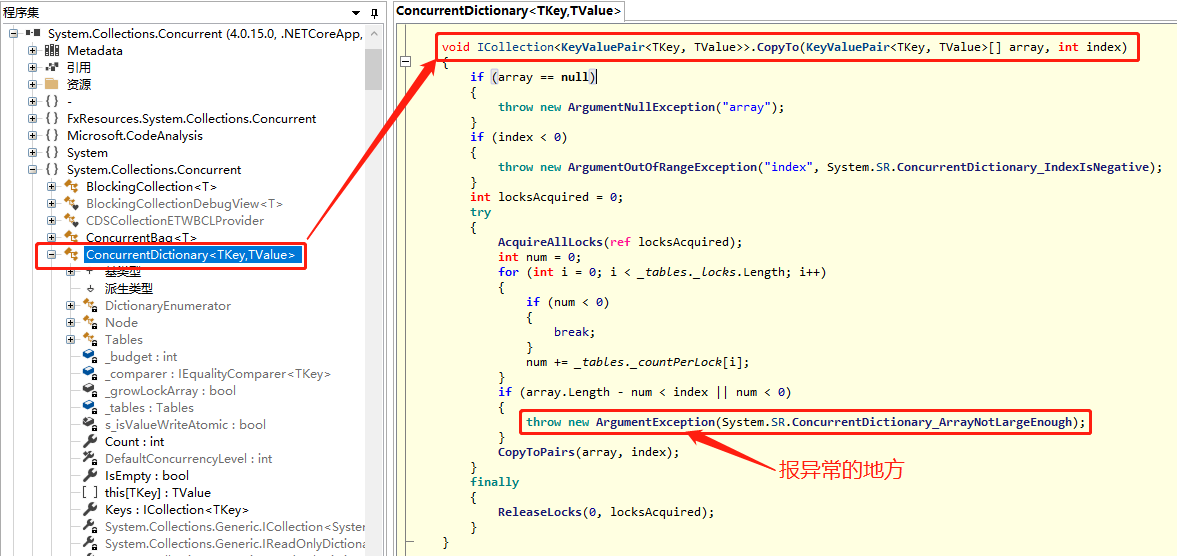 程序集
System.Collections.Concurrent (4.0.15.0, .NETCoreApp,
Metadata
引用
资源
{ } -
{ } FxResources.System.Collections.Concurrent
{ } Microsoft.CodeAnalysis
{ } System
{ } System.Collections.Concurrent
BlockingCollection<T>
BlockingCollectionDebugView<T>
CDSCollectionETWBCLProvider
ConcurrentBag<T>
ConcurrentDictionary<TKey,TValue>
基类型
派生类型
DictionaryEnumerator
Node
Tables
_budget : int
_comparer : IEqualityComparer<TKey>
_growLockArray : bool
_tables : Tables
s_isValueWriteAtomic : bool
Count : int
DefaultConcurrencyLevel : int
IsEmpty : bool
this[TKey] : TValue
Keys : ICollection<TKey>
System.Collections.Generic.ICollection<System
System.Collections.Generic.IReadOnlyDictiona
ConcurrentDictionary<TKey,TValue>
void ICollection<KeyValuePair<TKey, TValue>>.CopyTo(KeyValuePair<TKey, TValue>[] array, int index)
{
if (array == null)
{
throw new ArgumentNullException("array");
}
if (index < 0)
{
throw new ArgumentOutOfRangeException("index", System.SR.ConcurrentDictionary_IndexIsNegative);
}
int locksAcquired = 0;
try
{
AcquireAllLocks(ref locksAcquired);
int num = 0;
for (int i = 0; i < _tables._locks.Length; i++)
{
if (num < 0)
{
break;
}
num += _tables._countPerLock[i];
}
if (array.Length - num < index || num < 0)
{
throw new ArgumentException(System.SR.ConcurrentDictionary_ArrayNotLargeEnough);
}
CopyToPairs(array, index);
}
finally
{
ReleaseLocks(0, locksAcquired);
}
}
报异常的地方